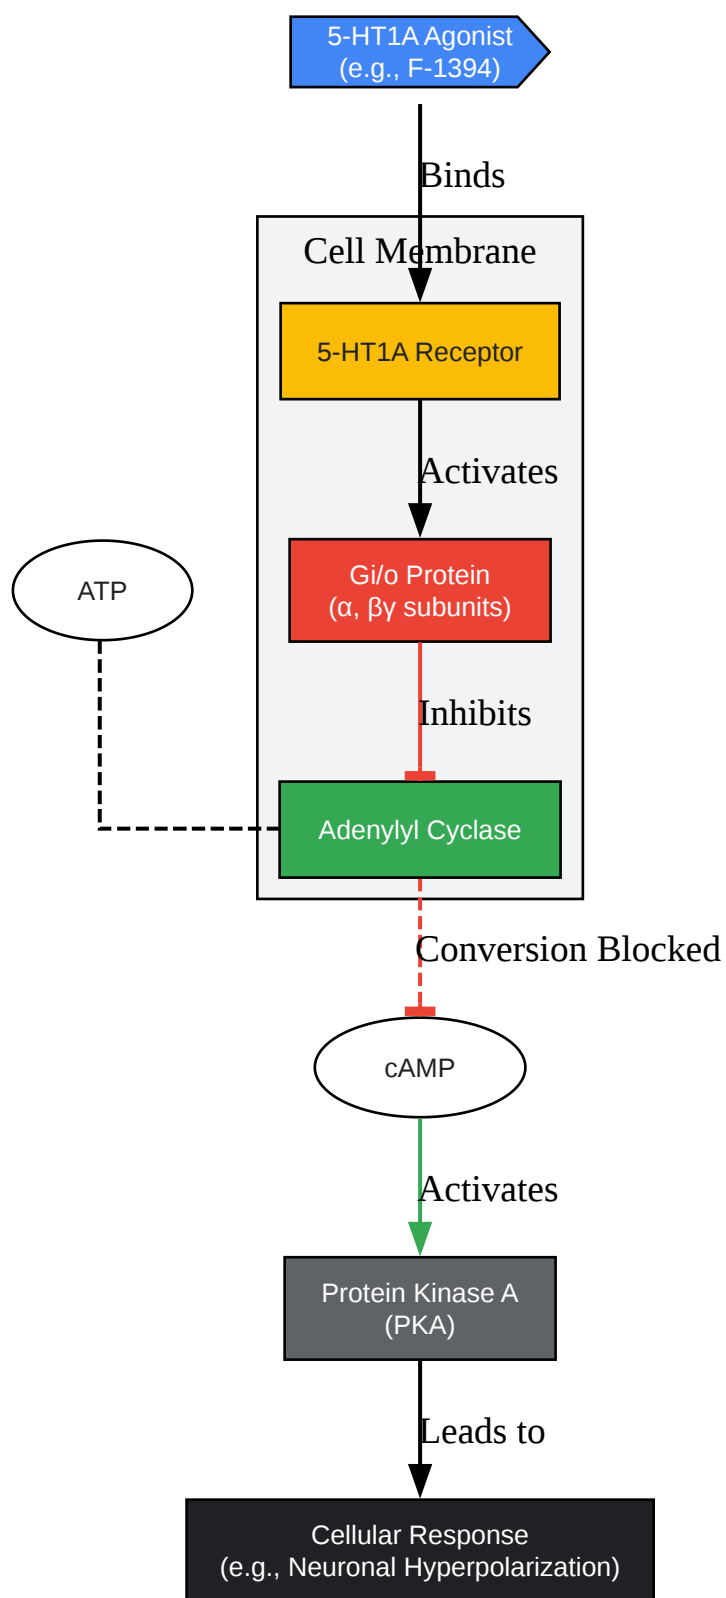 5-HT1A Agonist
(e.g., F-1394)
Binds
Cell Membrane
5-HT1A Receptor
Activates
Gi/o Protein
(α, βγ subunits)
ATP
Inhibits
Adenylyl Cyclase
Conversion Blocked
cAMP
Activates
Protein Kinase A
(PKA)
Leads to
Cellular Response
(e.g., Neuronal Hyperpolarization)